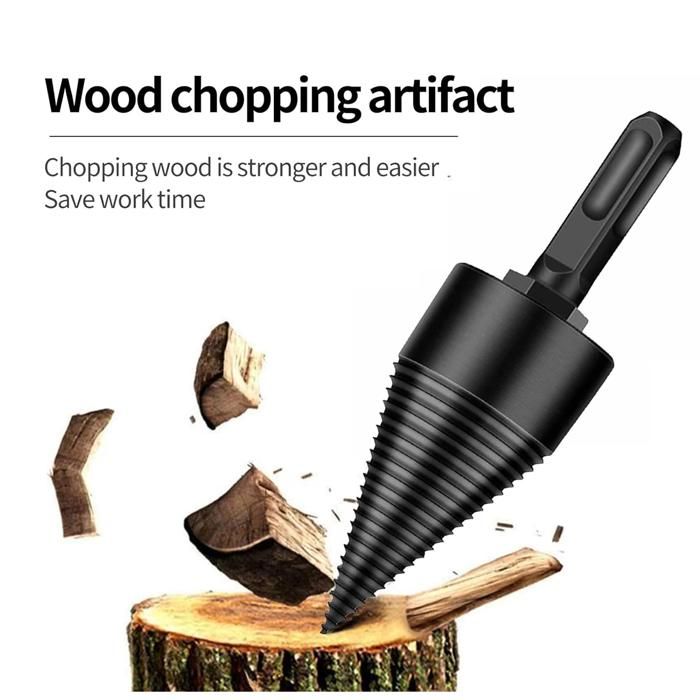 Wood chopping artifact
Chopping wood is stronger and easier .
Save work time